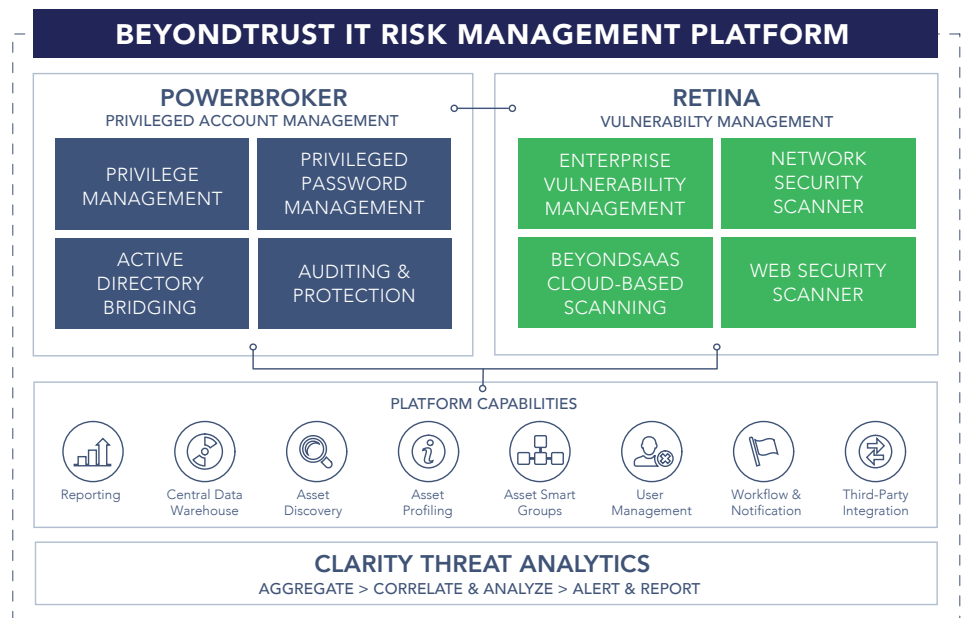 BEYONDTRUST IT RISK MANAGEMENT PLATFORM
POWERBROKER
PRIVILEGED ACCOUNT MANAGEMENT
PRIVILEGE
MANAGEMENT
PRIVILEGED
PASSWORD
MANAGEMENT
ACTIVE
DIRECTORY
BRIDGING
AUDITING &
PROTECTION
RETINA
VULNERABILTY MANAGEMENT
ENTERPRISE
VULNERABILITY
MANAGEMENT
NETWORK
SECURITY
SCANNER
BEYONDSAAS
CLOUD-BASED
SCANNING
WEB SECURITY
SCANNER
PLATFORM CAPABILITIES
Reporting
Central Data
Warehouse
Asset
Discovery
i
Asset
Profiling
Asset Smart
Groups
User
Management
Workflow &
Notification
Third-Party
Integration
CLARITY THREAT ANALYTICS
AGGREGATE > CORRELATE & ANALYZE > ALERT & REPORT